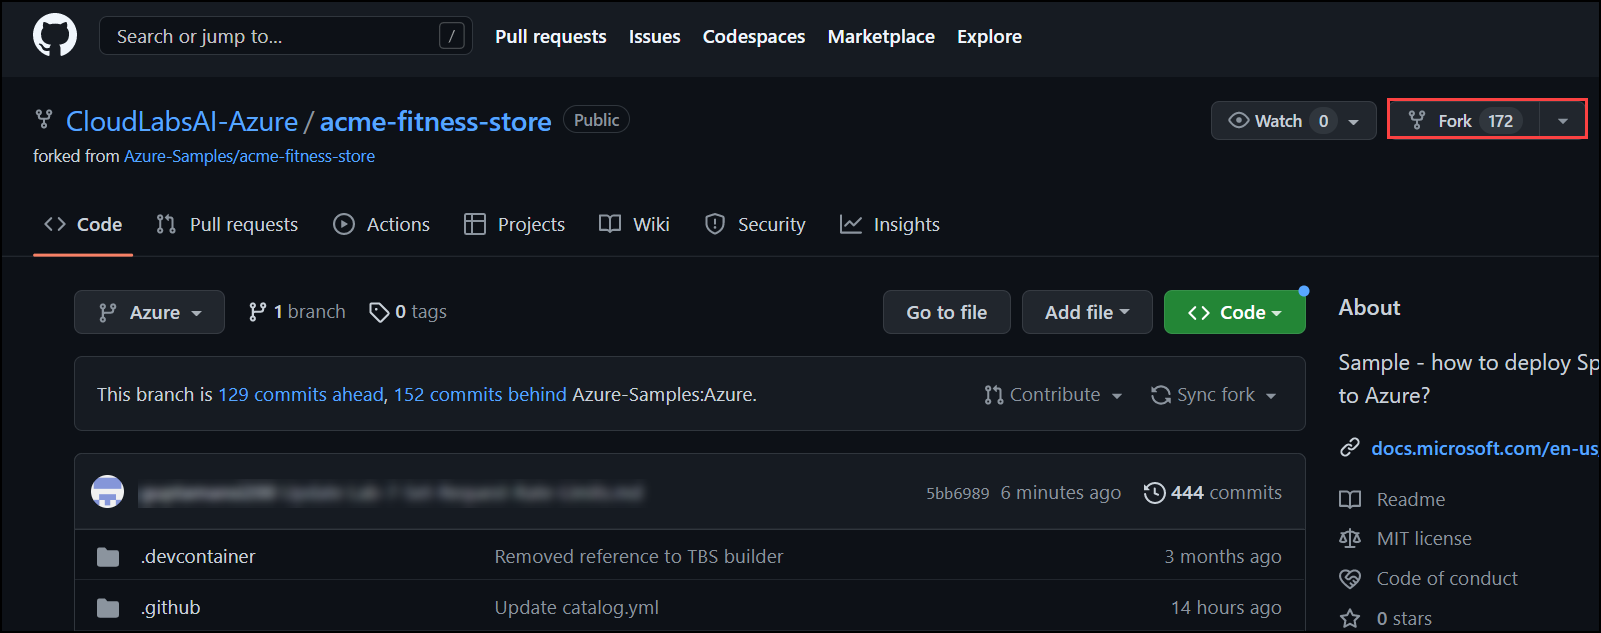 Search or jump to... / Pull requests Issues Codespaces Marketplace Explore
CloudLabsAI-Azure / acme-fitness-store Public Watch 0 Fork 172
forked from Azure-Samples/acme-fitness-store
Code Pull requests Actions Projects Wiki Security Insights
Azure 1 branch 0 tags Go to file Add file Code
About
This branch is 129 commits ahead, 152 commits behind Azure-Samples:Azure. Contribute Sync fork
Sample - how to deploy Sp
to Azure?
docs.microsoft.com/en-us
5bb6989 6 minutes ago 444 commits
Readme
.devcontainer Removed reference to TBS builder 3 months ago
MIT license
Code of conduct
.github Update catalog.yml 14 hours ago
0 stars